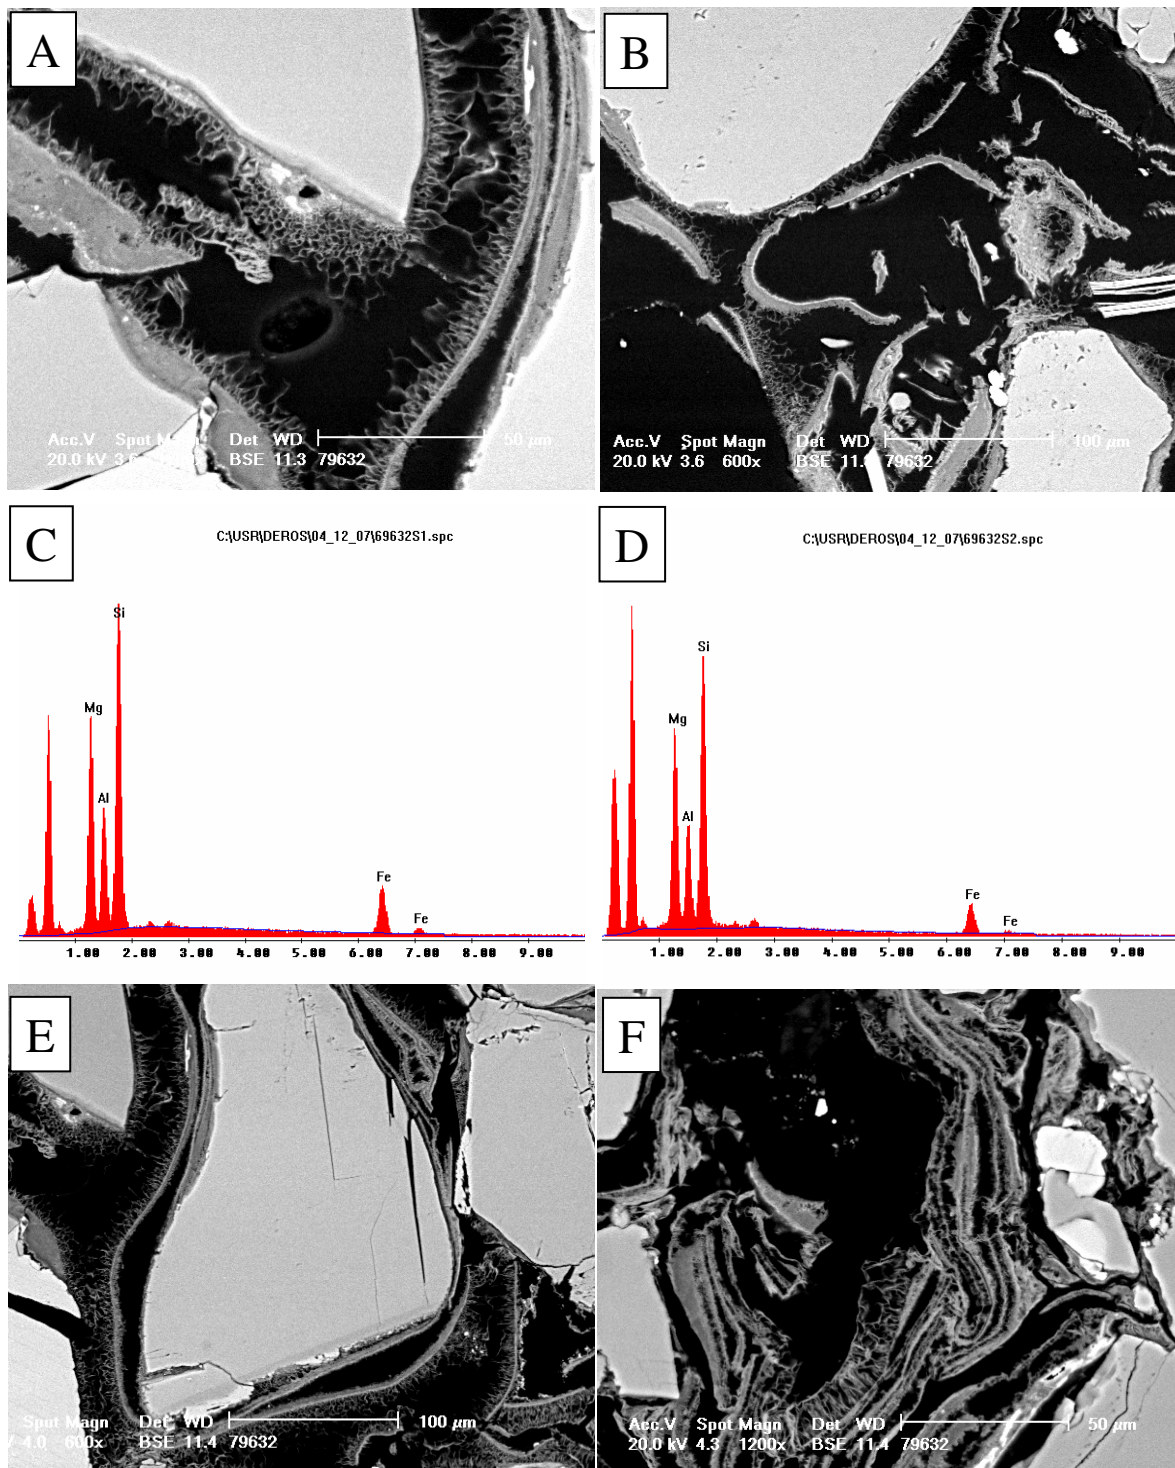 A
Acc.V Spot Det WD 50 µm
20.0 kV BSE 11.3 79632
B
Acc.V Spot Magn Det WD 100 µm
20.0 kV 3.6 600x BSE 79632
C
C:\USR\DEROS\04_12_07\69632S1.spc
Si
Mg
Al
Fe
Fe
1.00 2.00 3.00 4.00 5.00 6.00 7.00 8.00 9.00
D
C:\USR\DEROS\04_12_07\69632S2.spc
Si
Mg
Al
Fe
Fe
1.00 2.00 3.00 4.00 5.00 6.00 7.00 8.00 9.00
E
Spot Magn Det WD 100 µm
4.0 600x BSE 11.4 79632
F
Acc.V Spot Magn Det WD 50 µm
20.0 kV 4.3 1200x BSE 11.4 79632